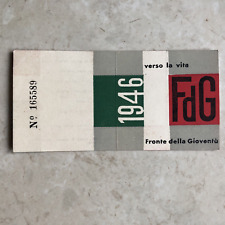 Nº 165589
1946
verso la vita
FdG
Fronte della Gioventù